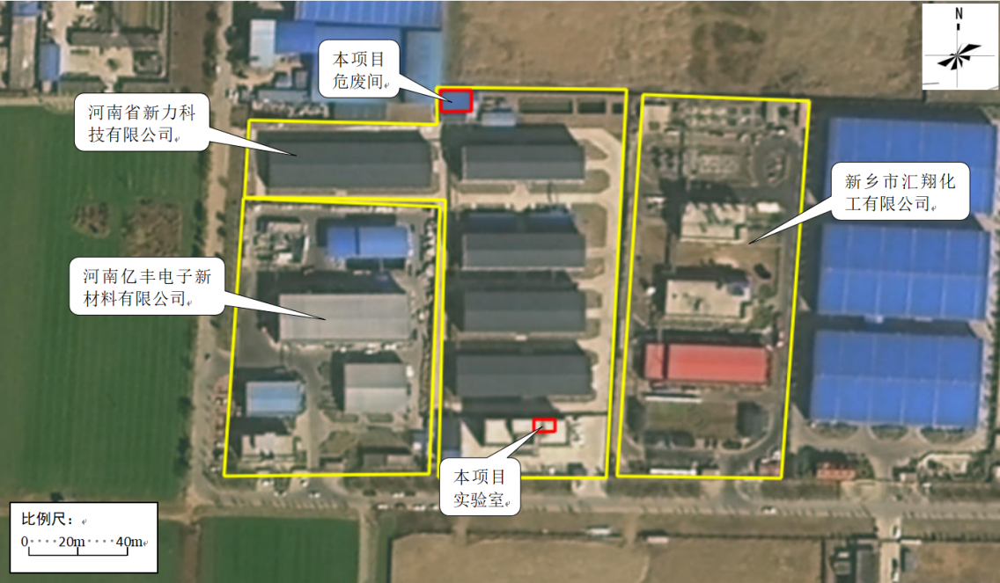 N
本项目
危废间
河南省新力科
技有限公司
新乡市汇翔化
工有限公司
河南亿丰电子新
材料有限公司
本项目
实验室
比例尺：
0····20m····40m